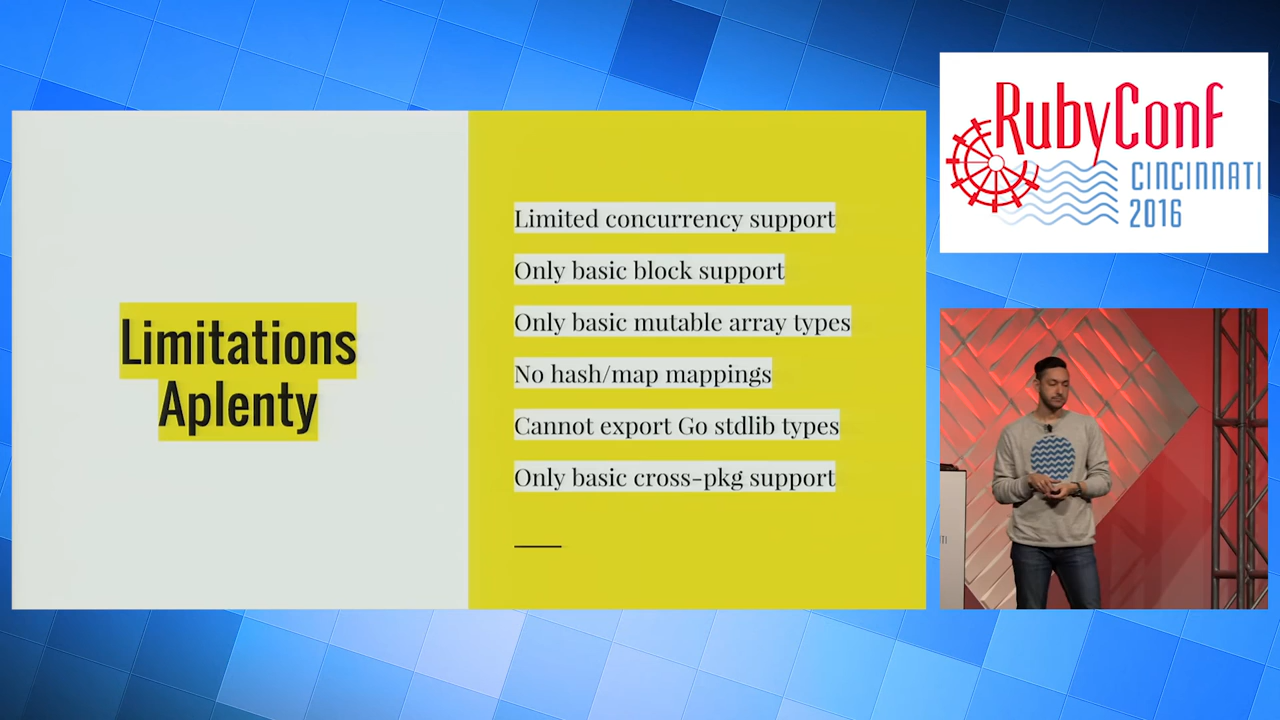 Limitations
Aplenty
Limited concurrency support
Only basic block support
Only basic mutable array types
No hash/map mappings
Cannot export Go stdlib types
Only basic cross-pkg support
RubyConf
CINCINNATI
2016